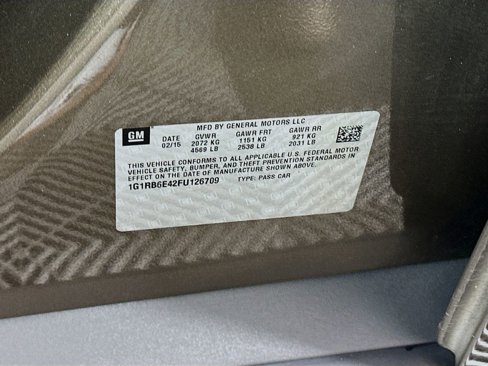 MFD BY GENERAL MOTORS LLC
GM DATE GVWR GAWR FRT GAWR RR
02/15 2072 KG 1151 KG 921 KG
4569 LB 2538 LB 2031 LB
THIS VEHICLE CONFORMS TO ALL APPLICABLE U.S. FEDERAL MOTOR
VEHICLE SAFETY, BUMPER, AND THEFT PREVENTION STANDARDS IN
EFFECT ON THE DATE OF MANUFACTURE SHOWN ABOVE.
1G1RB6E42FU126709 TYPE: PASS CAR